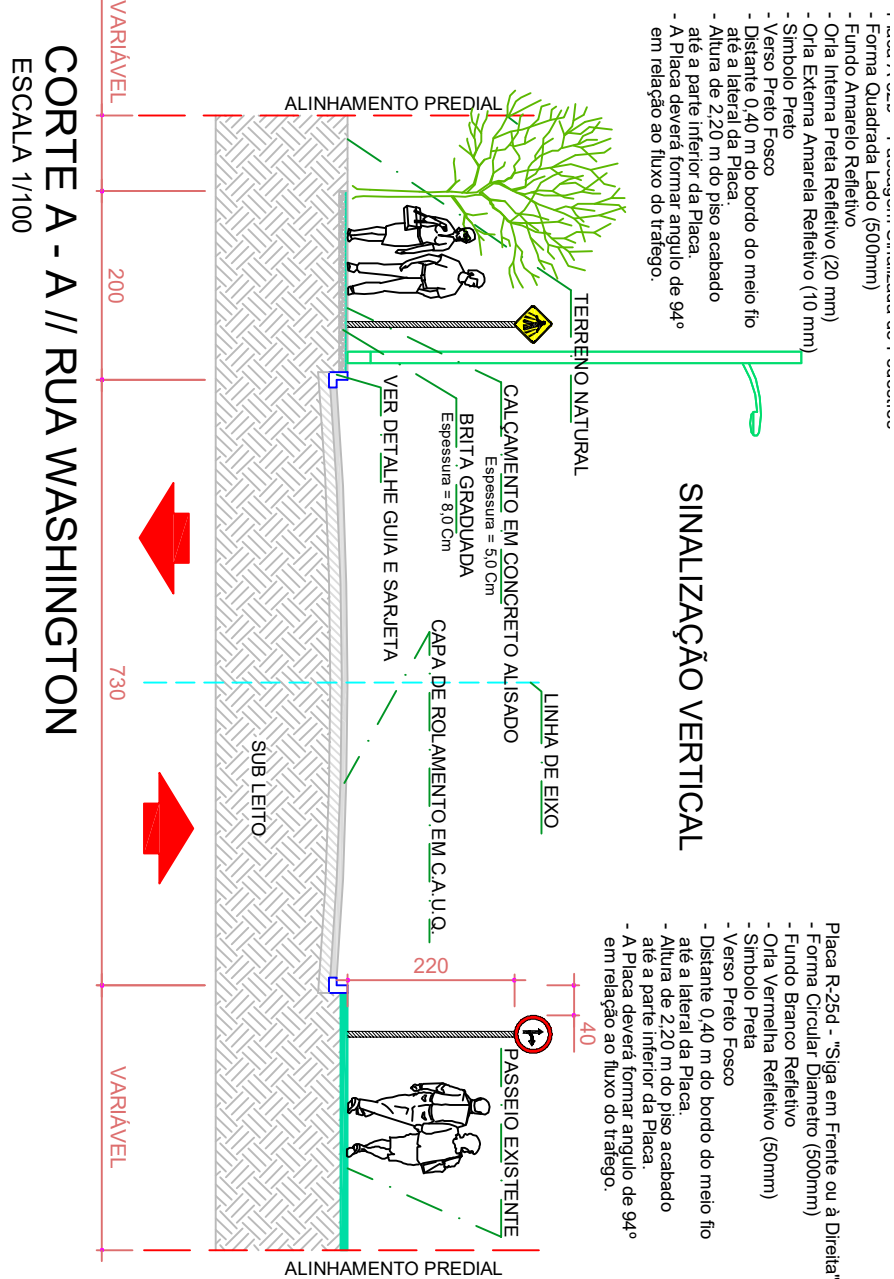 - Forma Quadrada Lado (500mm)
- Fundo Amarelo Refletivo
- Orla Interna Preta Refletivo (20 mm)
- Orla Externa Amarela Refletivo (10 mm)
- Simbolo Preto
- Verso Preto Fosco
- Distante 0,40 m do bordo do meio fio
até a lateral da Placa.
- Altura de 2,20 m do piso acabado
até a parte inferior da Placa.
- A Placa deverá formar angulo de 94º
em relação ao fluxo do trafego.
SINALIZAÇÃO VERTICAL
Placa R-25d - "Siga em Frente ou à Direita"
- Forma Circular Diametro (500mm)
- Fundo Branco Refletivo
- Orla Vermelha Refletivo (50mm)
- Simbolo Preta
- Verso Preto Fosco
- Distante 0,40 m do bordo do meio fio
até a lateral da Placa.
- Altura de 2,20 m do piso acabado
até a parte inferior da Placa.
- A Placa deverá formar angulo de 94º
em relação ao fluxo do trafego.
ALINHAMENTO PREDIAL
TERRENO NATURAL
CALÇAMENTO EM CONCRETO ALISADO
Espessura = 5,0 Cm
BRITA GRADUADA
Espessura = 8,0 Cm
VER DETALHE GUIA E SARJETA
LINHA DE EIXO
CAPA DE ROLAMENTO EM C.A.U.Q.
220
40
PASSEIO EXISTENTE
ALINHAMENTO PREDIAL
SUB LEITO
VARIÁVEL
200
730
VARIÁVEL
CORTE A - A // RUA WASHINGTON
ESCALA 1/100